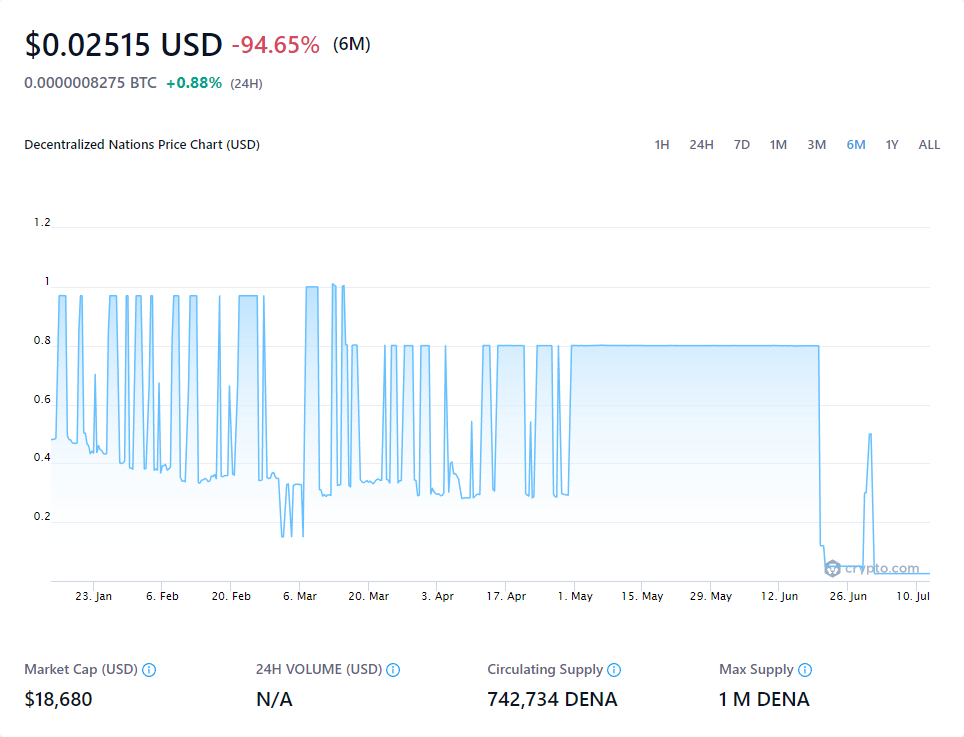 $0.02515 USD -94.65% (6M)
0.0000008275 BTC +0.88% (24H)
Decentralized Nations Price Chart (USD) 1H 24H 7D 1M 3M 6M 1Y ALL
1.2
1
0.8
0.6
0.4
0.2
crypto.com
23. Jan 6. Feb 20. Feb 6. Mar 20. Mar 3. Apr 17. Apr 1. May 15. May 29. May 12. Jun 26. Jun 10. Jul
Market Cap (USD) 24H VOLUME (USD) Circulating Supply Max Supply
$18,680 N/A 742,734 DENA 1 M DENA